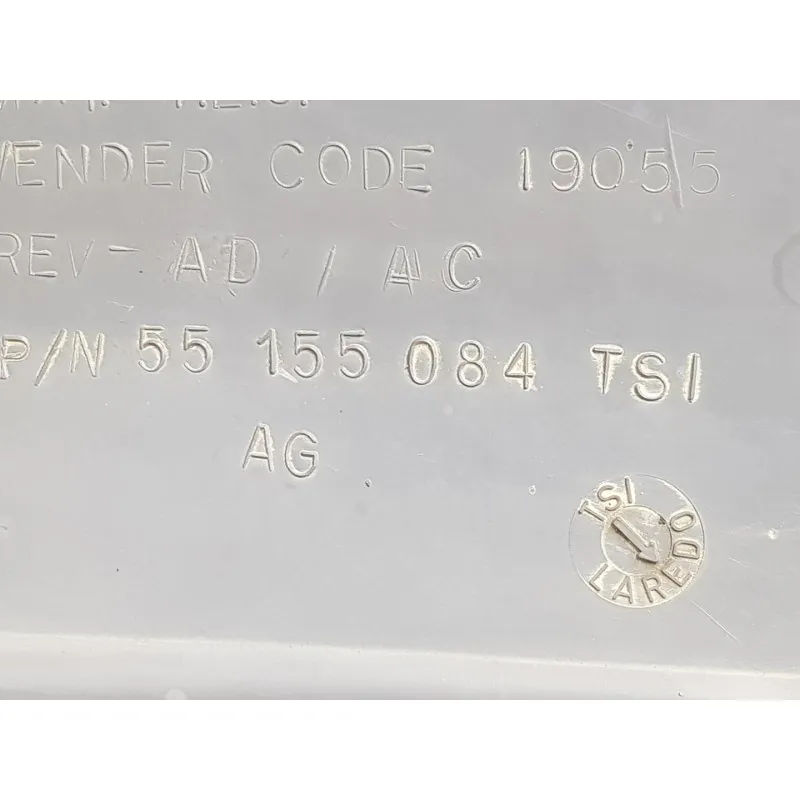 VENDER CODE 19055
REV- AD / AC
P/N 55 155 084 TSI
AG
TSI
LAREDO